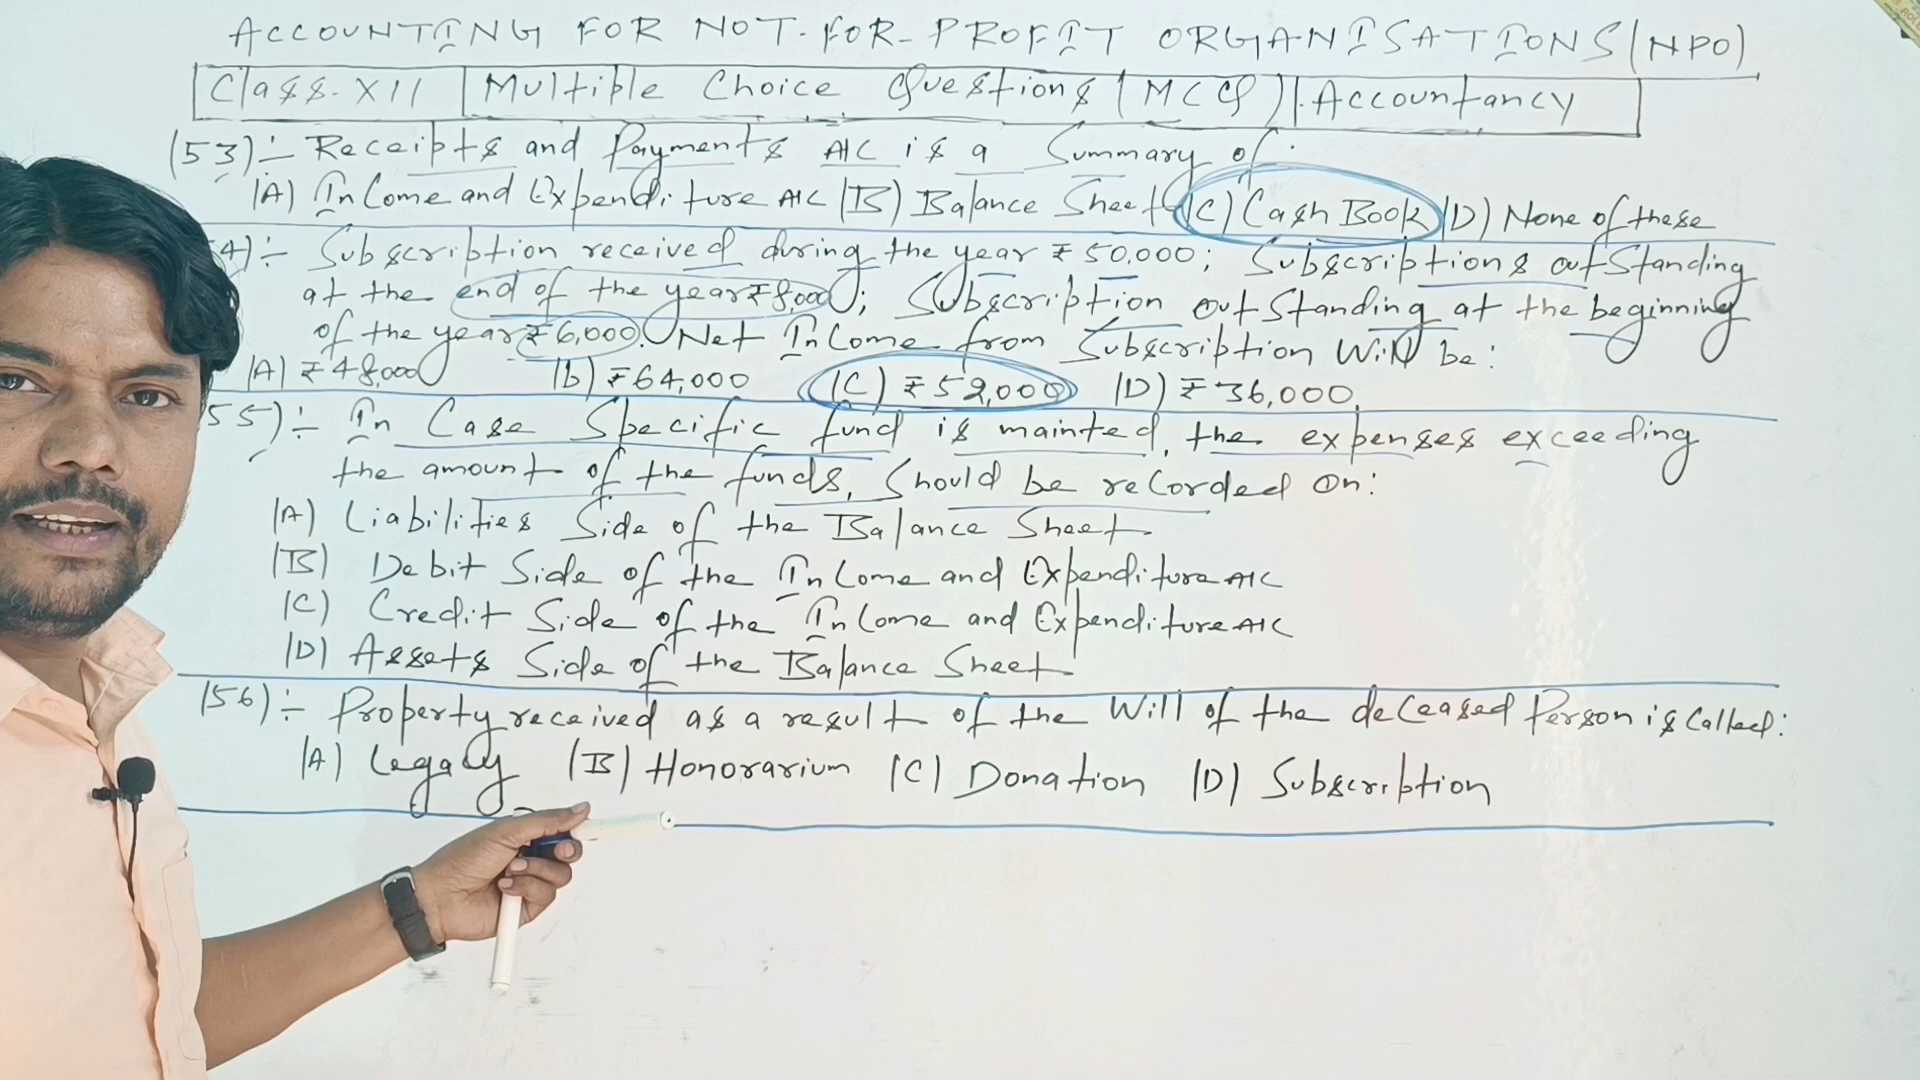 ACCOUNTING FOR NOT-FOR-PROFIT ORGANISATIONS (NPO)
Class-XII | Multiple Choice Questions (MCQ) | Accountancy
(53):- Receipts and Payments A/C is a Summary of:
(A) Income and Expenditure A/C (B) Balance Sheet (C) Cash Book (D) None of these
4):- Subscription received during the year ₹50,000; Subscriptions outstanding
at the end of the year ₹8,000; Subscription outstanding at the beginning
of the year ₹6,000. Net Income from Subscription will be:
(A) ₹48,000 (b) ₹64,000 (C) ₹52,000 (D) ₹36,000.
55):- In Case Specific fund is mainted, the expenses exceeding
the amount of the funds, should be recorded on:
(A) Liabilities Side of the Balance Sheet.
(B) Debit Side of the Income and Expenditure A/C
(C) Credit Side of the Income and Expenditure A/C
(D) Assets Side of the Balance Sheet.
(56):- Property received as a result of the Will of the deceased Person is Called:
(A) Legacy (B) Honorarium (C) Donation (D) Subscription